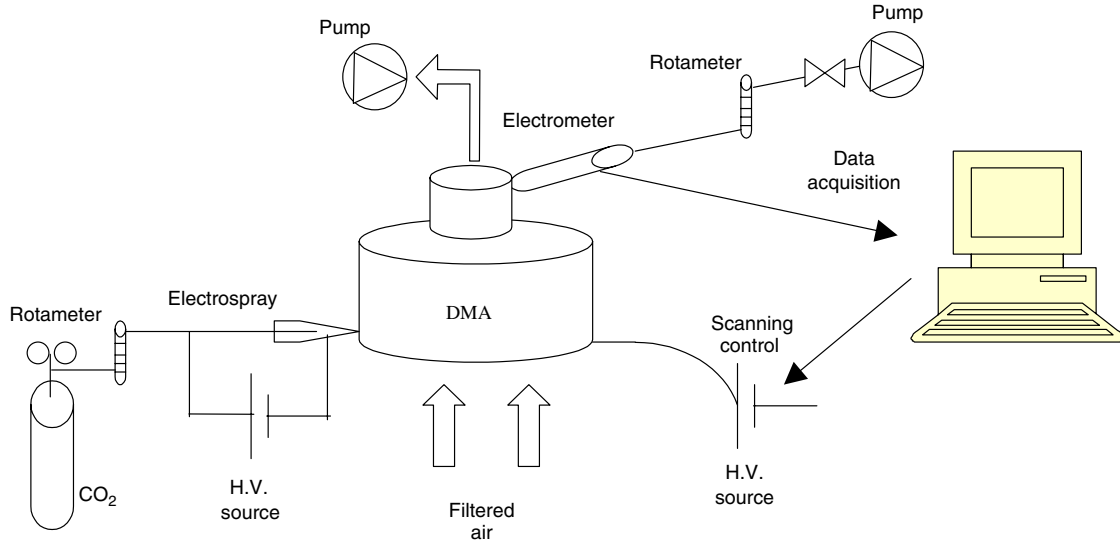 Pump
Pump
Rotameter
Electrometer
Data
acquisition
Electrospray
Rotameter
DMA
Scanning
control
CO₂
H.V.
source
Filtered
air
H.V.
source